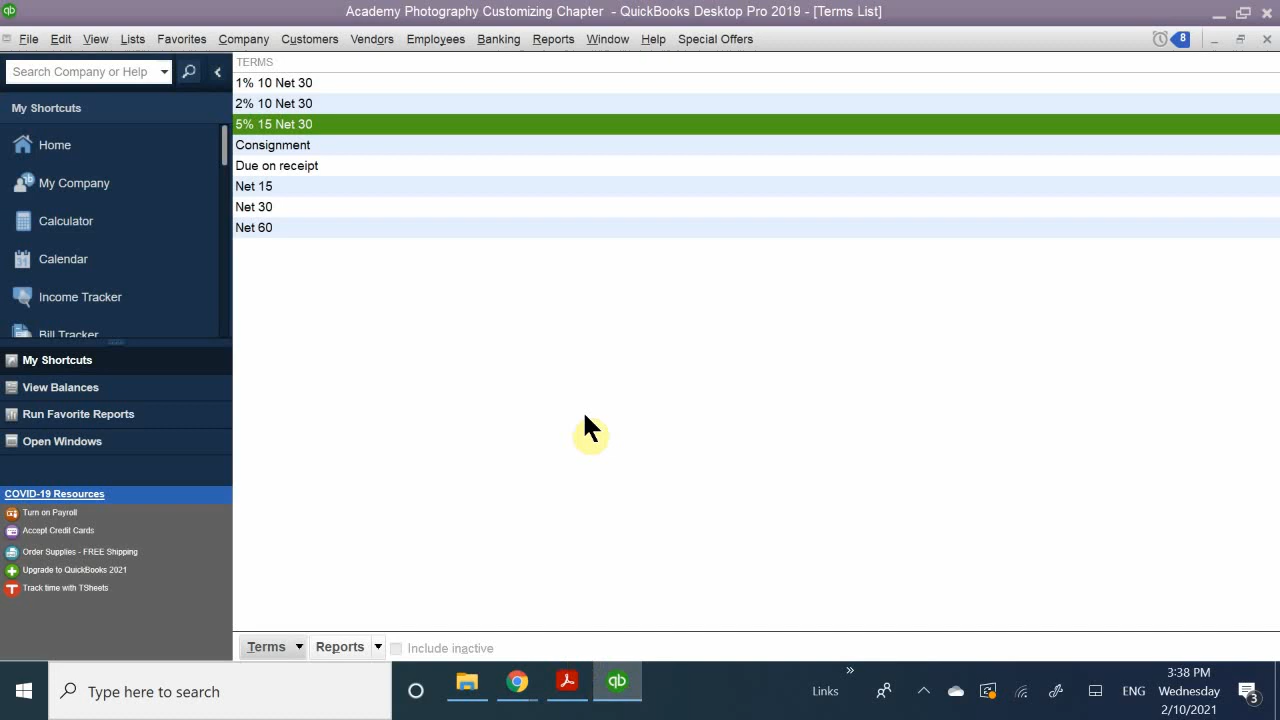 Academy Photography Customizing Chapter - QuickBooks Desktop Pro 2019 - [Terms List]
File Edit View Lists Favorites Company Customers Vendors Employees Banking Reports Window Help Special Offers 8
Search Company or Help
My Shortcuts
Home
My Company
Calculator
Calendar
Income Tracker
Bill Tracker
My Shortcuts
View Balances
Run Favorite Reports
Open Windows
COVID-19 Resources
Turn on Payroll
Accept Credit Cards
Order Supplies - FREE Shipping
Upgrade to QuickBooks 2021
Track time with TSheets
TERMS
1% 10 Net 30
2% 10 Net 30
5% 15 Net 30
Consignment
Due on receipt
Net 15
Net 30
Net 60
Terms Reports Include inactive
Type here to search
qb
Links
ENG
3:38 PM
Wednesday
2/10/2021
3